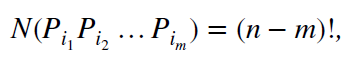 N(P_{i_1} P_{i_2} … P_{i_m}) = (n − m)!,